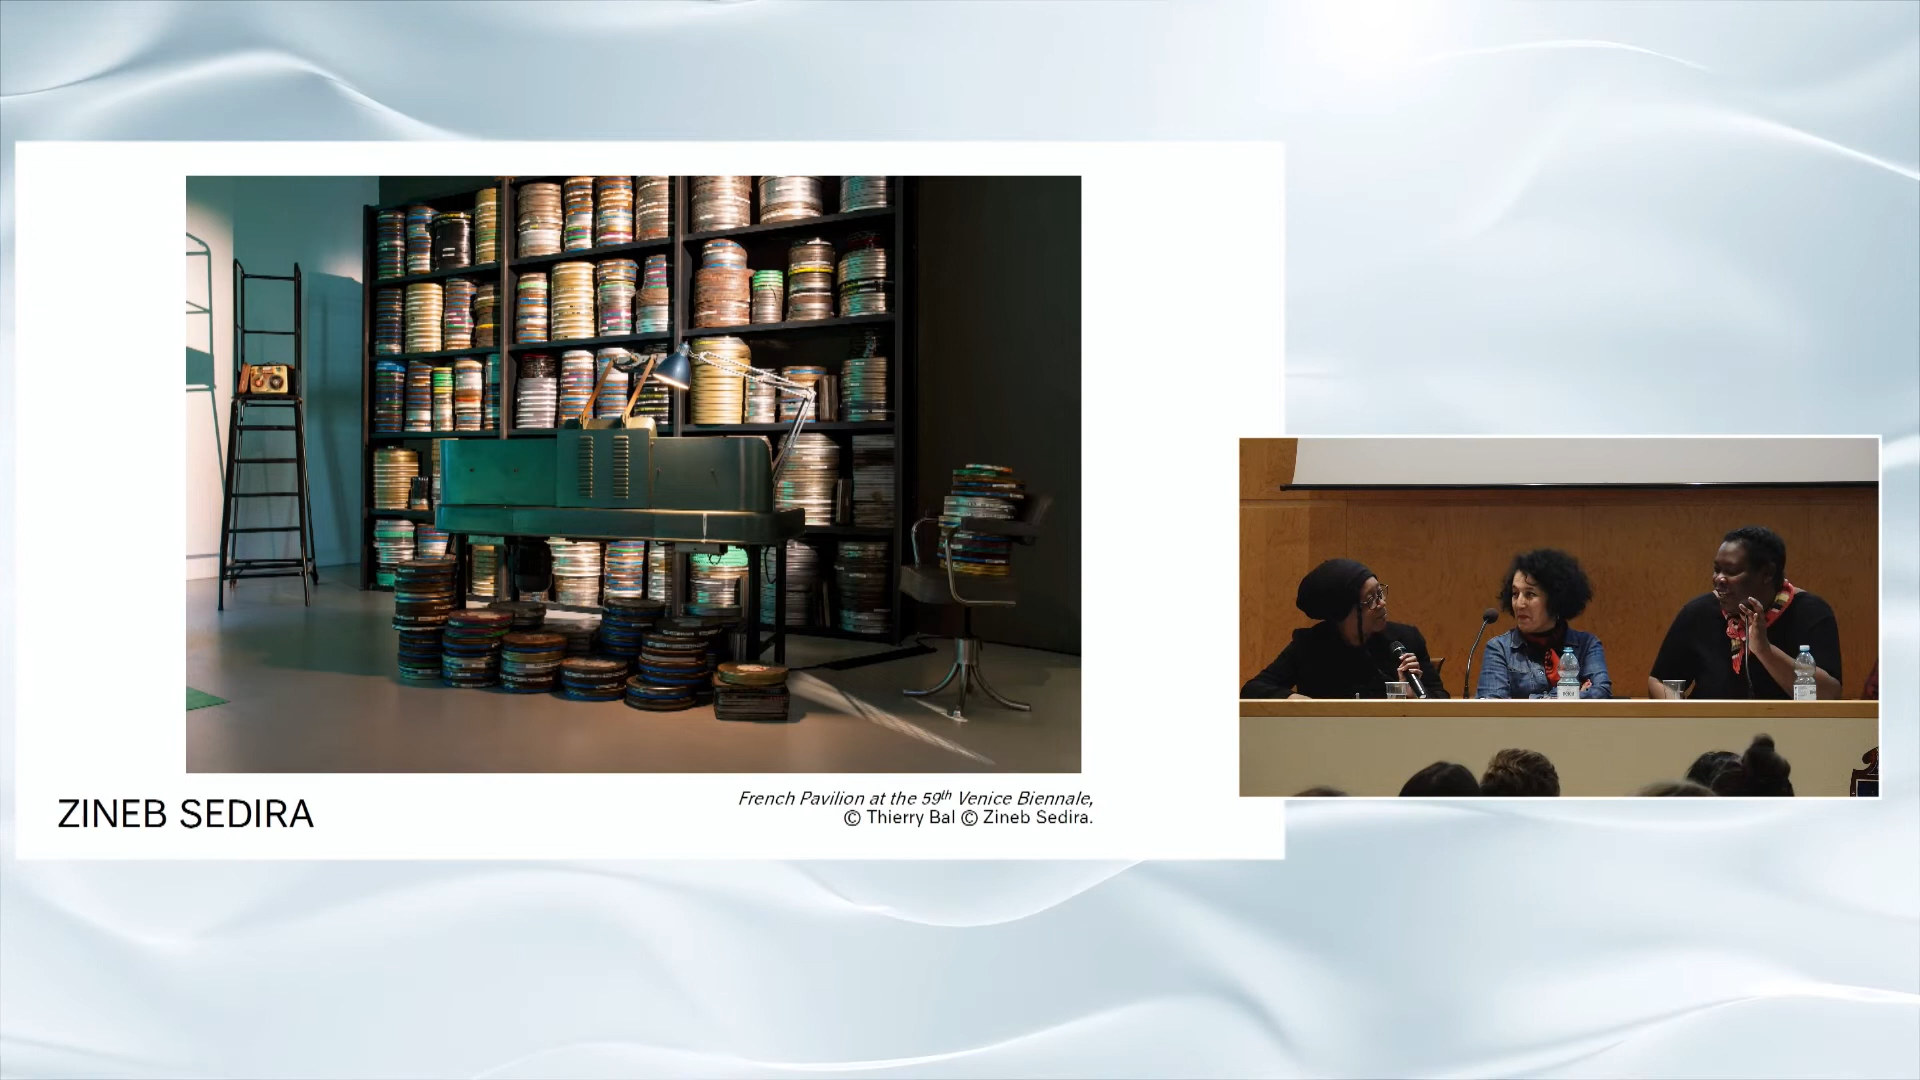 ZINEB SEDIRA
French Pavilion at the 59th Venice Biennale,
© Thierry Bal © Zineb Sedira.